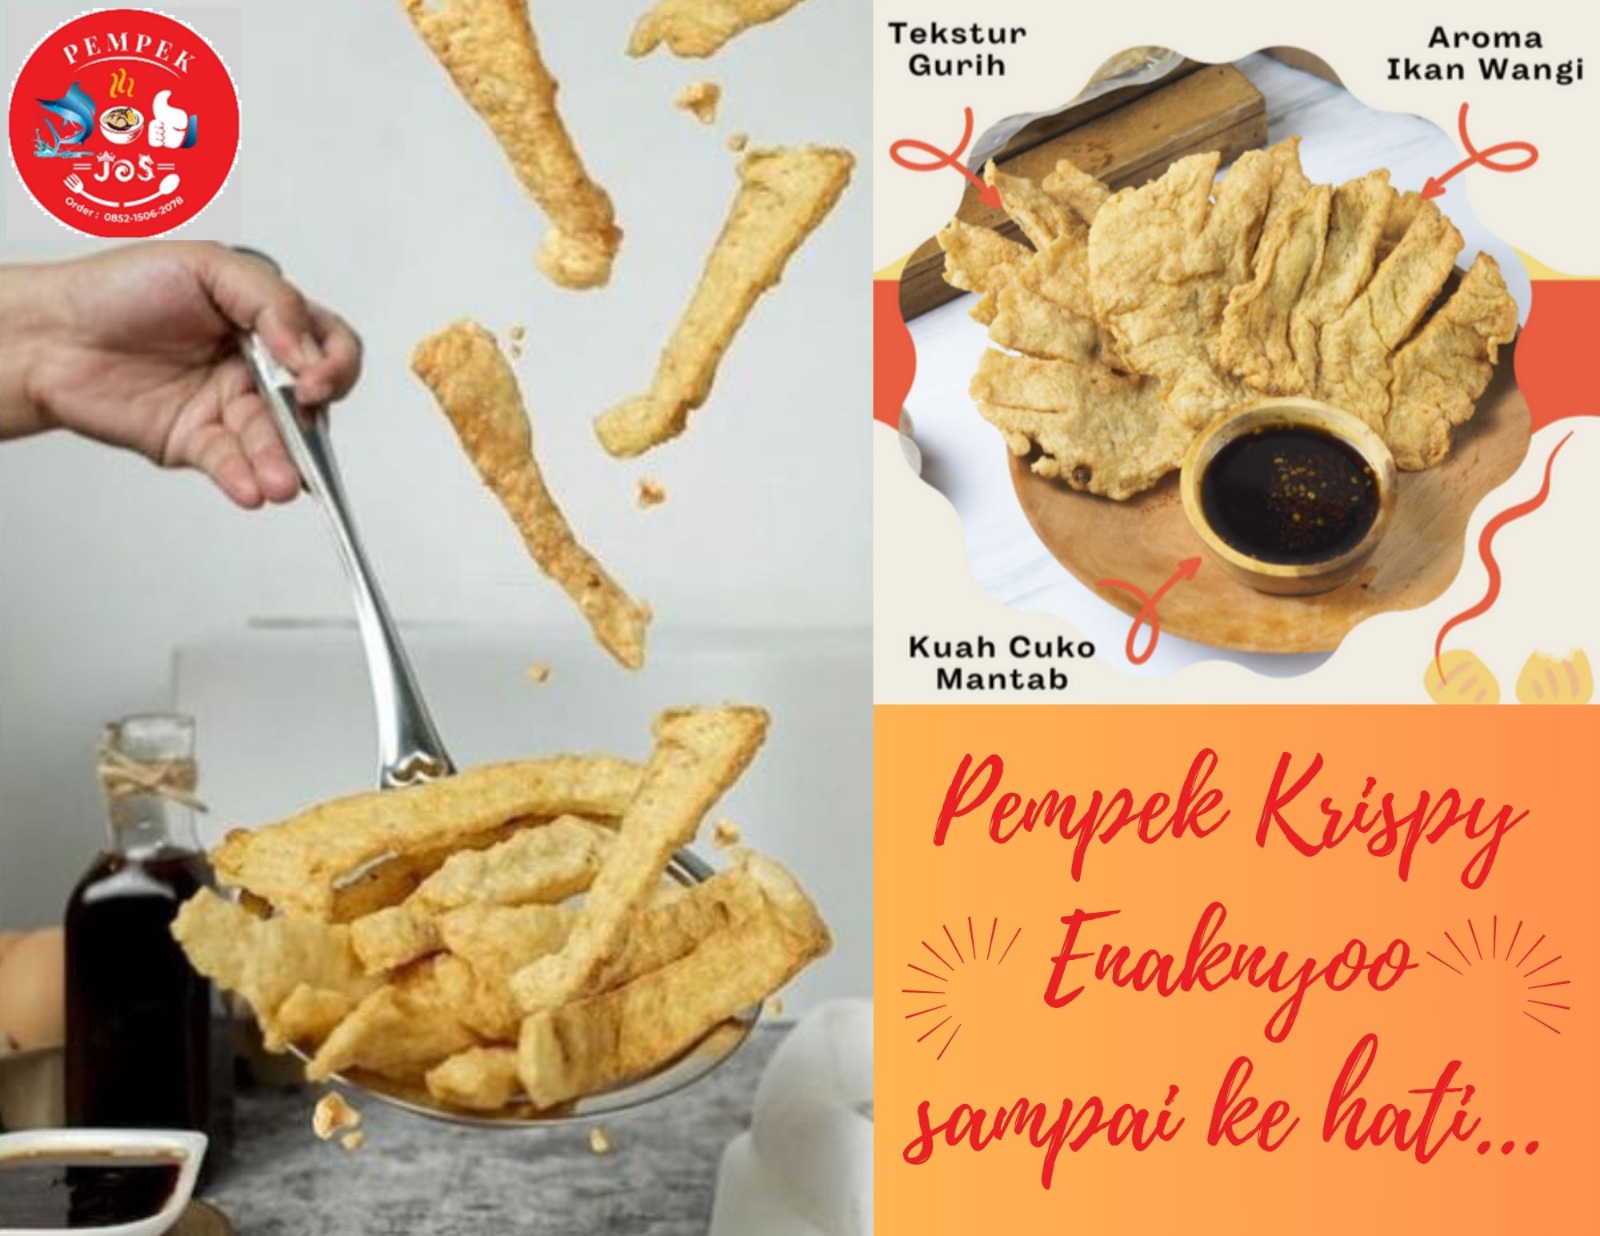 PEMPEK
JOS
Order : 0852-1506-2078
Tekstur
Gurih
Aroma
Ikan Wangi
Kuah Cuko
Mantab
Pempek Krispy
Enaknyoo
sampai ke hati...